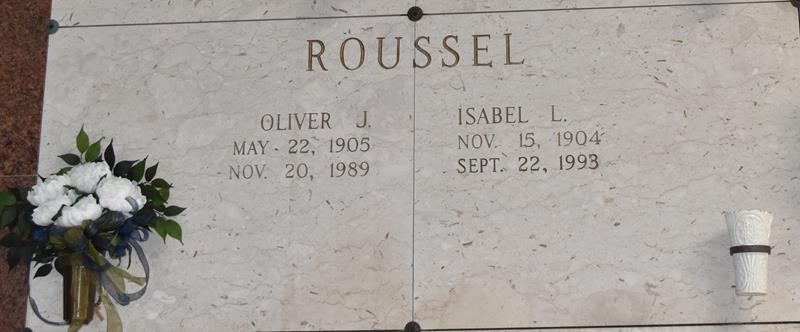 ROUSSEL
OLIVER J.
MAY 22, 1905
NOV. 20, 1989
ISABEL L.
NOV. 15, 1904
SEPT. 22, 1993